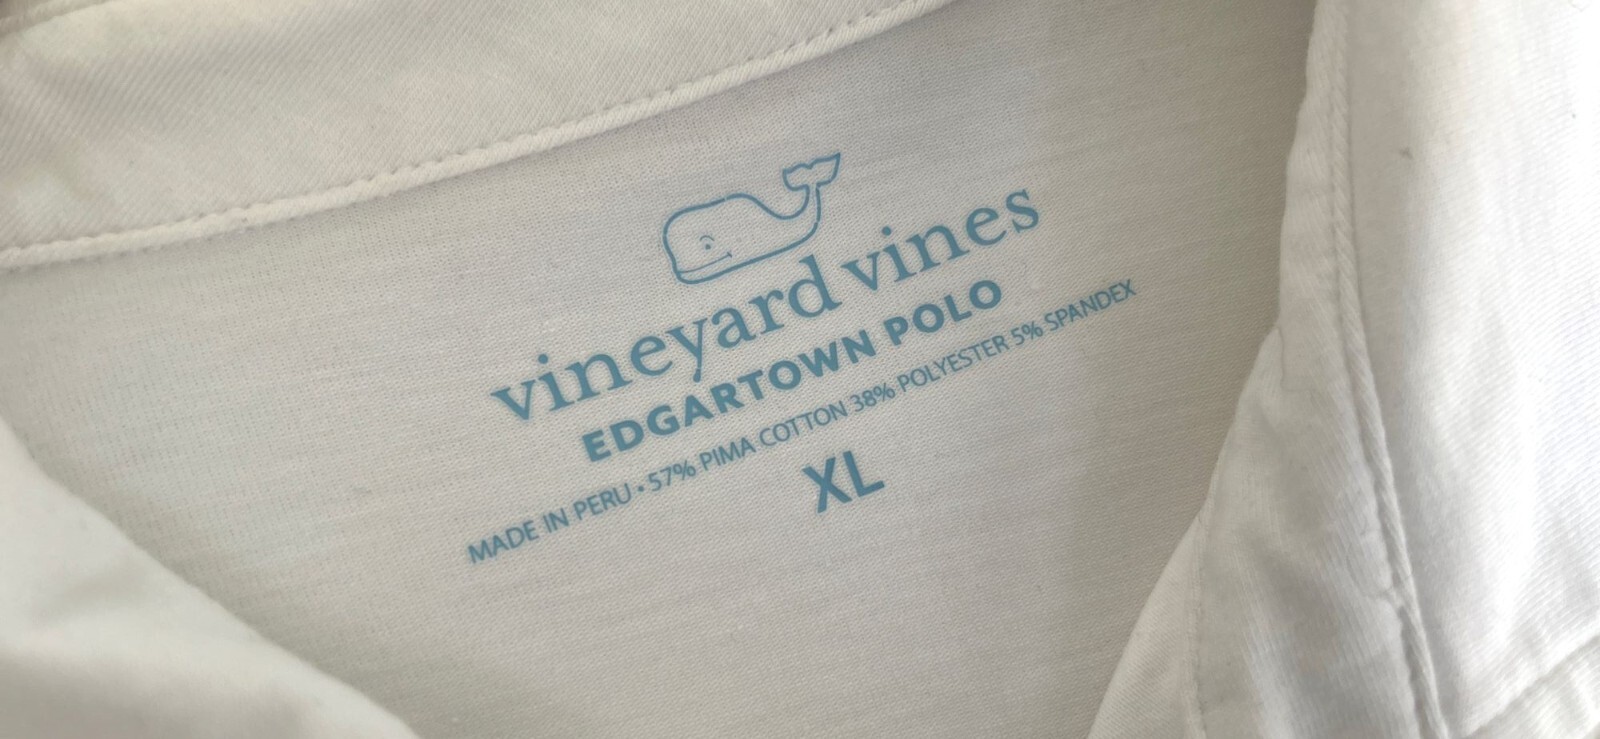 vineyard vines
EDGARTOWN POLO
MADE IN PERU • 57% PIMA COTTON 38% POLYESTER 5% SPANDEX
XL